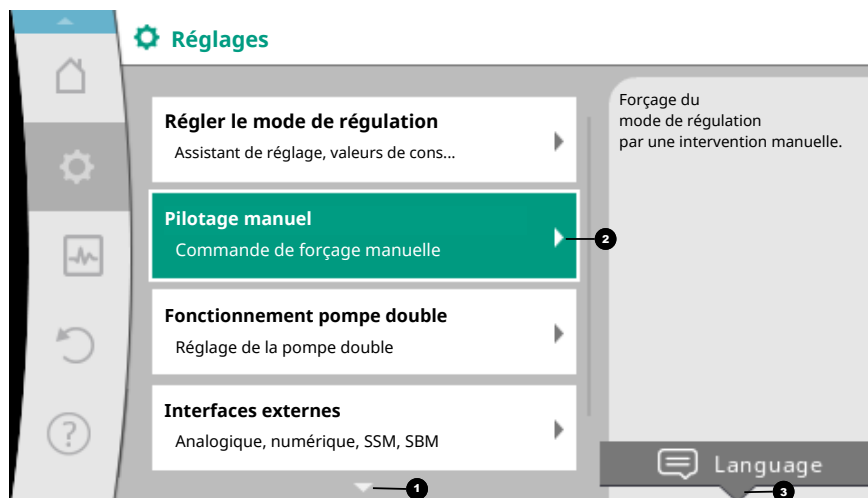 Réglages
Régler le mode de régulation
Assistant de réglage, valeurs de cons...
Pilotage manuel
Commande de forçage manuelle
2
Fonctionnement pompe double
Réglage de la pompe double
Interfaces externes
Analogique, numérique, SSM, SBM
1
Forçage du
mode de régulation
par une intervention manuelle.
?
Language
3